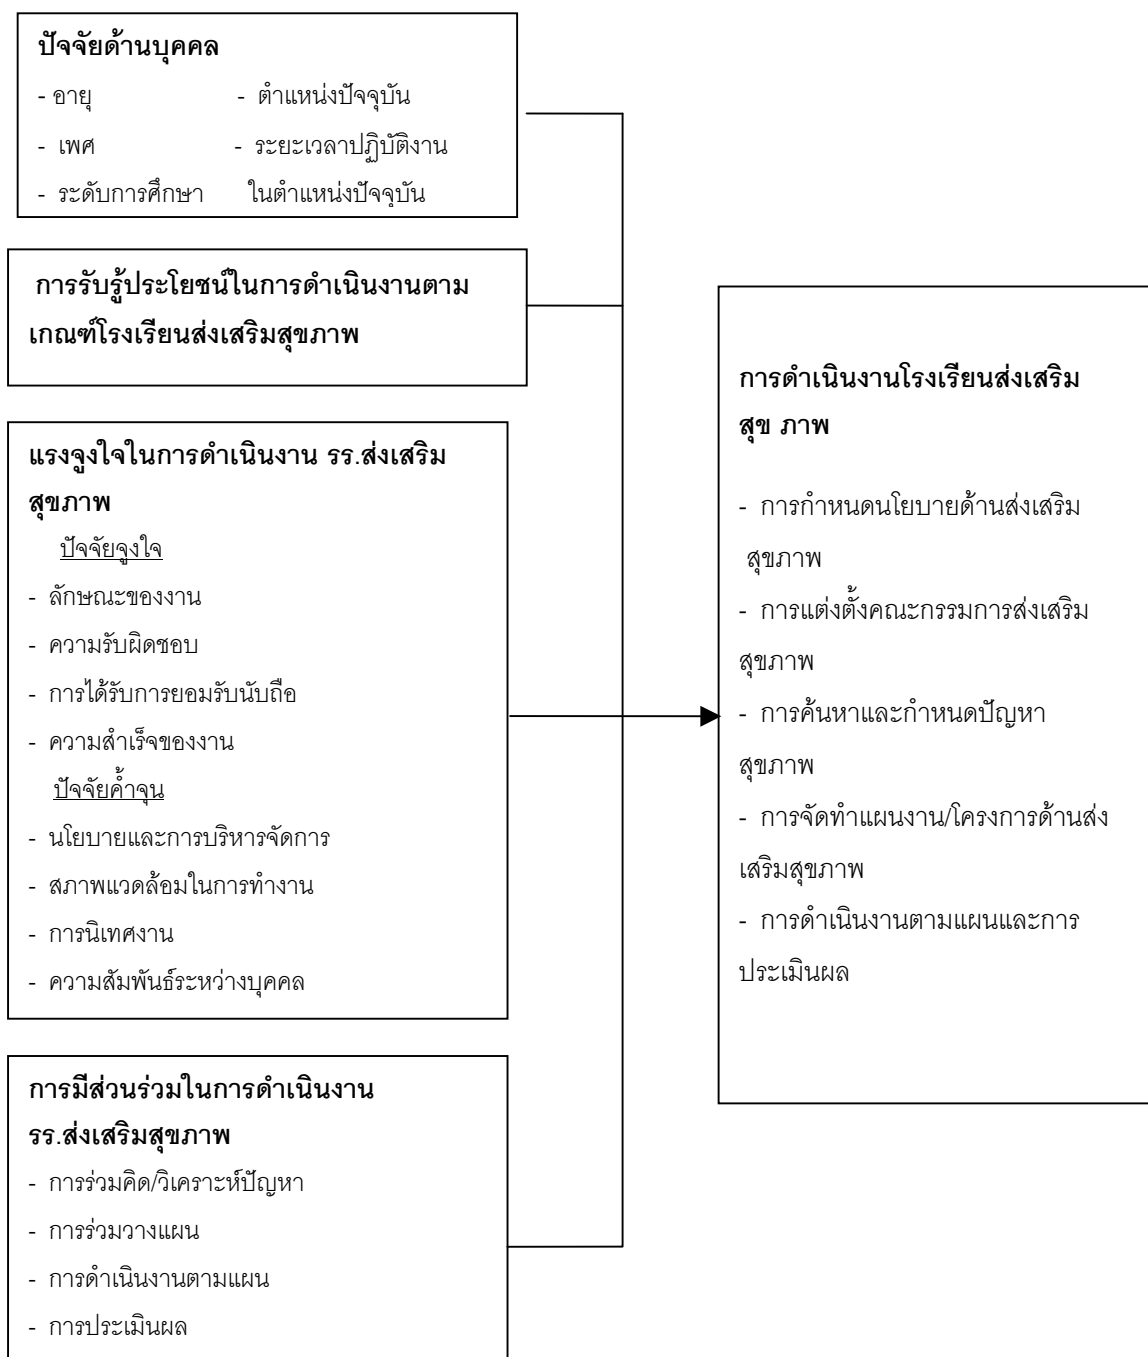 ปัจจัยด้านบุคคล
- อายุ - ตำแหน่งปัจจุบัน
- เพศ - ระยะเวลาปฏิบัติงาน
- ระดับการศึกษา ในตำแหน่งปัจจุบัน
การรับรู้ประโยชน์ในการดำเนินงานตาม
เกณฑ์โรงเรียนส่งเสริมสุขภาพ
แรงจูงใจในการดำเนินงาน รร.ส่งเสริม
สุขภาพ
ปัจจัยจูงใจ
- ลักษณะของงาน
- ความรับผิดชอบ
- การได้รับการยอมรับนับถือ
- ความสำเร็จของงาน
ปัจจัยค้ำจุน
- นโยบายและการบริหารจัดการ
- สภาพแวดล้อมในการทำงาน
- การนิเทศงาน
- ความสัมพันธ์ระหว่างบุคคล
การมีส่วนร่วมในการดำเนินงาน
รร.ส่งเสริมสุขภาพ
- การร่วมคิด/วิเคราะห์ปัญหา
- การร่วมวางแผน
- การดำเนินงานตามแผน
- การประเมินผล
การดำเนินงานโรงเรียนส่งเสริม
สุข ภาพ
- การกำหนดนโยบายด้านส่งเสริม
สุขภาพ
- การแต่งตั้งคณะกรรมการส่งเสริม
สุขภาพ
- การค้นหาและกำหนดปัญหา
สุขภาพ
- การจัดทำแผนงาน/โครงการด้านส่ง
เสริมสุขภาพ
- การดำเนินงานตามแผนและการ
ประเมินผล